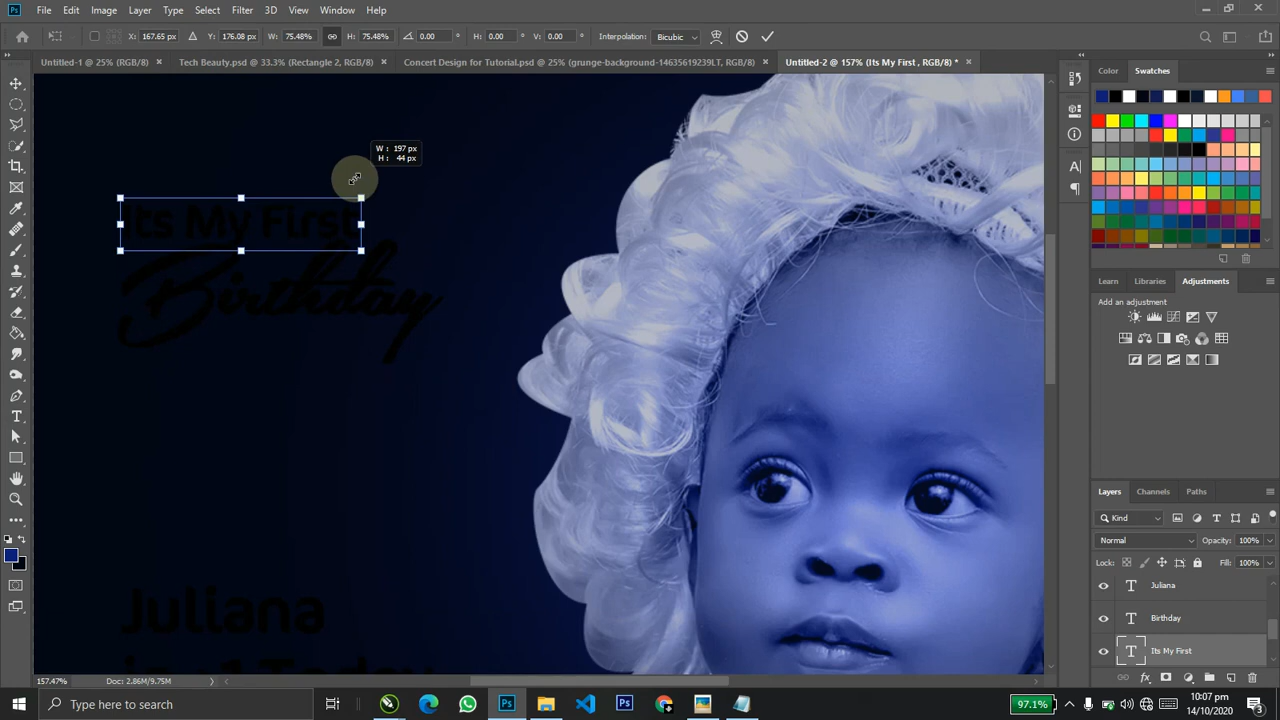 Ps File Edit Image Layer Type Select Filter 3D View Window Help
X: 167.65 px Y: 176.08 px W: 75.48% H: 75.48% 0.00 ° H: 0.00 ° V: 0.00 ° Interpolation: Bicubic
Untitled-1 @ 25% (RGB/8) × Tech Beauty.psd @ 33.3% (Rectangle 2, RGB/8) × Concert Design for Tutorial.psd @ 25% (grunge-background-14635619239LT, RGB/8) × Untitled-2 @ 157% (Its My First , RGB/8) * ×
Color Swatches
W : 197 px
H : 44 px
Its My First
Birthday
Juliana
is +1 Today
Learn Libraries Adjustments
Add an adjustment
Layers Channels Paths
Kind
Normal Opacity: 100%
Lock: Fill: 100%
T Juliana
T Birthday
T Its My First
157.47% Doc: 2.86M/9.75M
Type here to search
97.1%
10:07 pm
14/10/2020